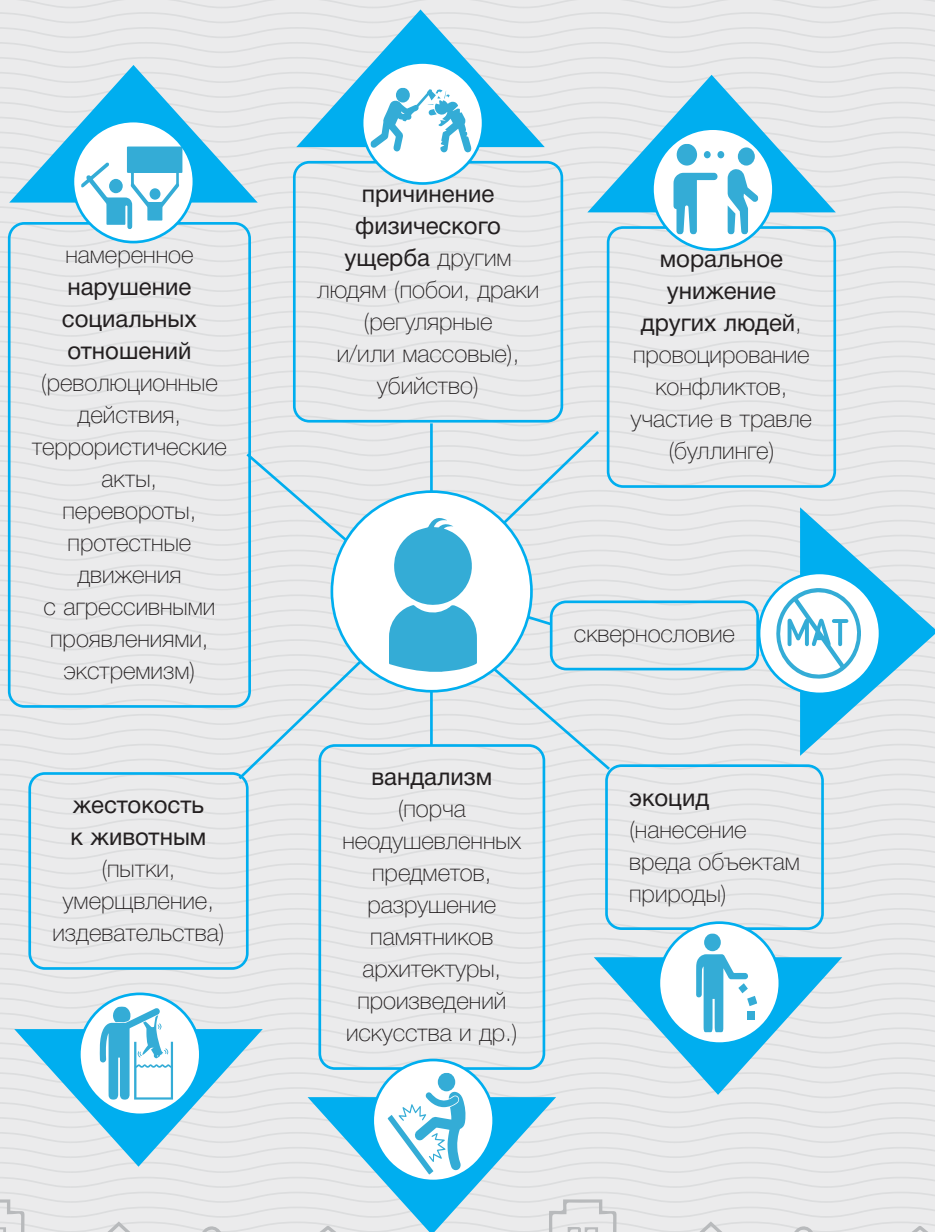 намеренное
нарушение
социальных
отношений
(революционные
действия,
террористические
акты,
перевороты,
протестные
движения
с агрессивными
проявлениями,
экстремизм)
причинение
физического
ущерба другим
людям (побои, драки
(регулярные
и/или массовые),
убийство)
моральное
унижение
других людей,
провоцирование
конфликтов,
участие в травле
(буллинге)
сквернословие
МАТ
жестокость
к животным
(пытки,
умерщвление,
издевательства)
вандализм
(порча
неодушевленных
предметов,
разрушение
памятников
архитектуры,
произведений
искусства и др.)
экоцид
(нанесение
вреда объектам
природы)